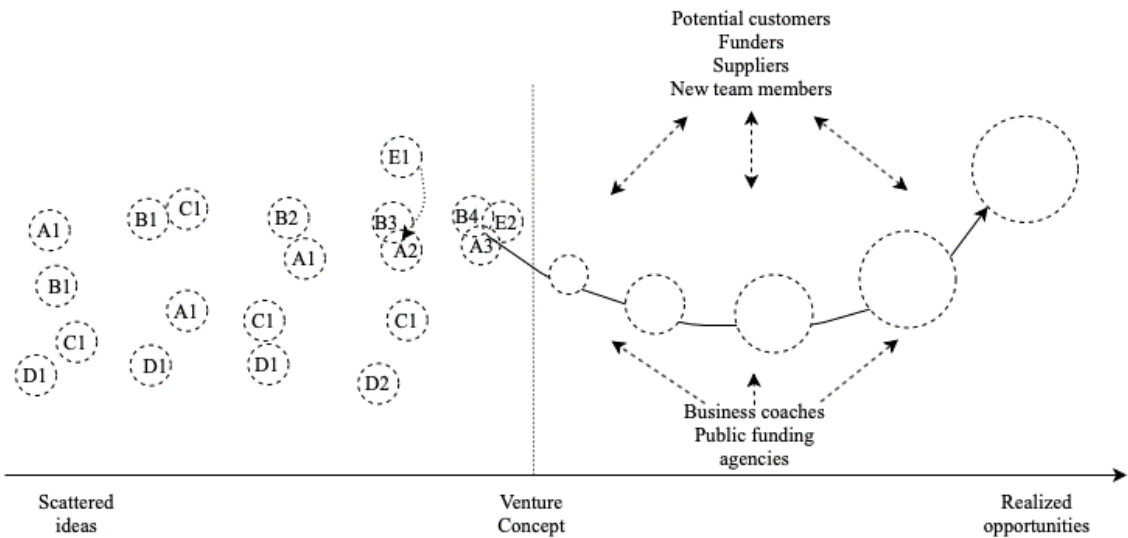 Potential customers
Funders
Suppliers
New team members
E1
A1
B1
C1
B2
B3
B4
E2
A1
A2
A3
B1
C1
A1
C1
C1
D1
D1
D1
D2
Business coaches
Public funding
agencies
Scattered
ideas
Venture
Concept
Realized
opportunities